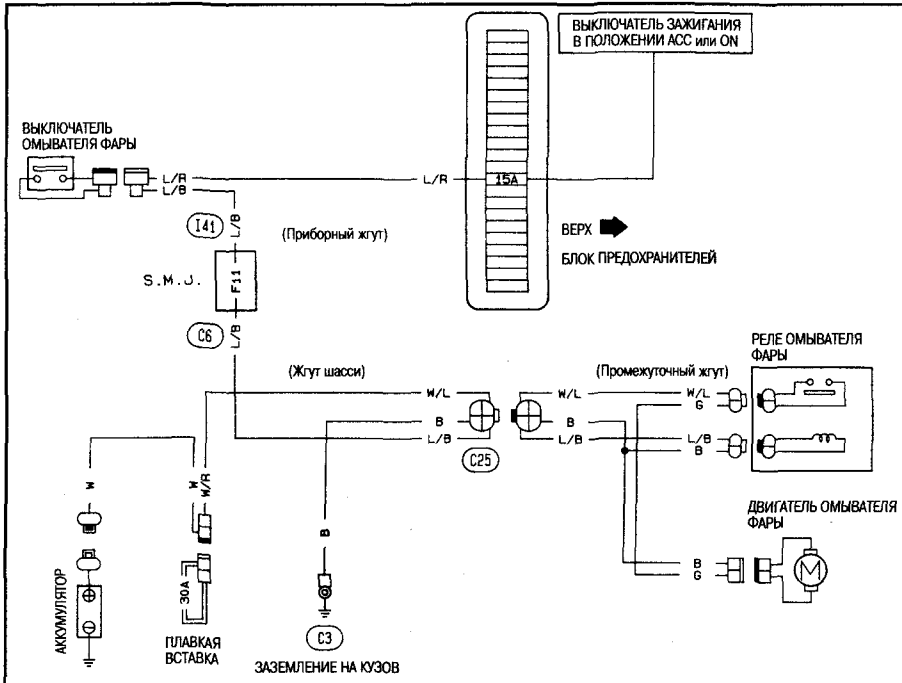 ВЫКЛЮЧАТЕЛЬ ЗАЖИГАНИЯ
В ПОЛОЖЕНИИ АСС или ON
ВЫКЛЮЧАТЕЛЬ
ОМЫВАТЕЛЯ ФАРЫ
L/R
L/B
L/R
15A
I41
L/B
(Приборный жгут)
ВЕРХ
БЛОК ПРЕДОХРАНИТЕЛЕЙ
S.M.J.
F11
C6
L/B
РЕЛЕ ОМЫВАТЕЛЯ
ФАРЫ
(Жгут шасси)
(Промежуточный жгут)
W/L
W/L
W/L
G
B
B
L/B
L/B
L/B
B
C25
W
W
W/R
ДВИГАТЕЛЬ ОМЫВАТЕЛЯ
ФАРЫ
B
B
G
M
АККУМУЛЯТОР
30A
ПЛАВКАЯ
ВСТАВКА
C3
ЗАЗЕМЛЕНИЕ НА КУЗОВ